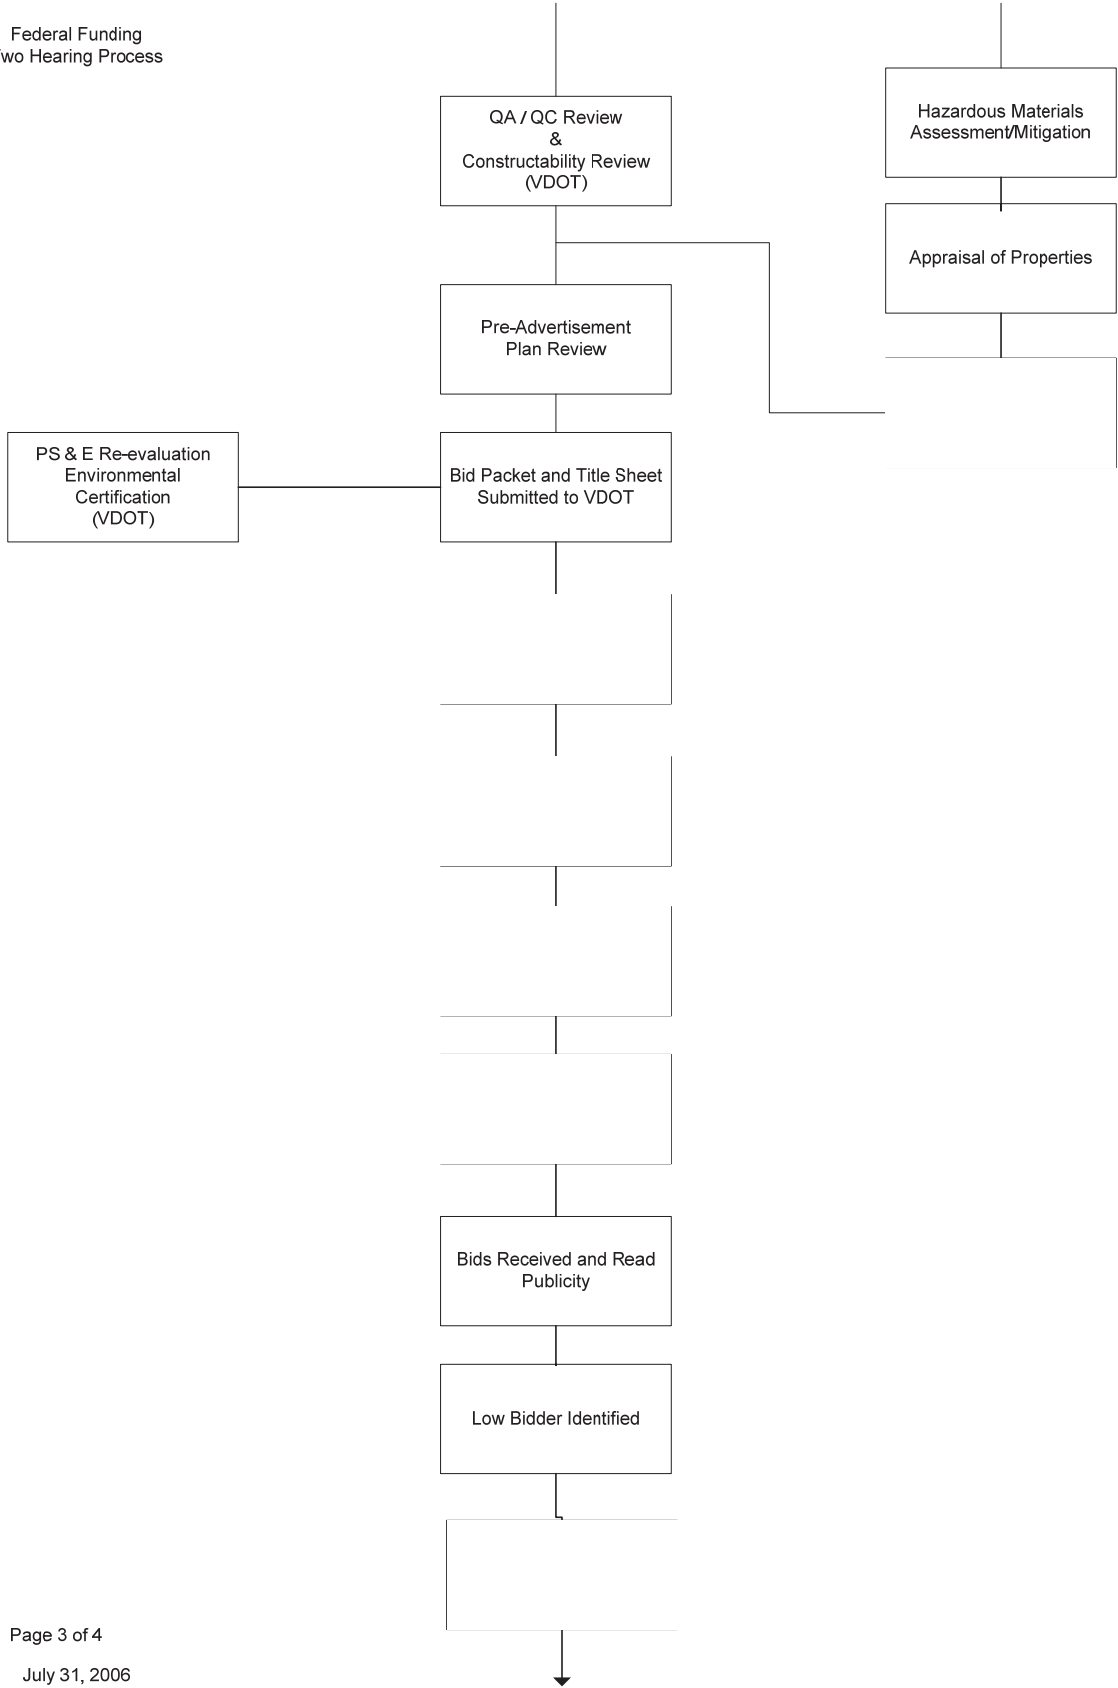 Federal Funding
wo Hearing Process
QA / QC Review
&
Constructability Review
(VDOT)
Hazardous Materials
Assessment/Mitigation
Appraisal of Properties
Pre-Advertisement
Plan Review
PS & E Re-evaluation
Environmental
Certification
(VDOT)
Bid Packet and Title Sheet
Submitted to VDOT
Bids Received and Read
Publicity
Low Bidder Identified
Page 3 of 4
July 31, 2006